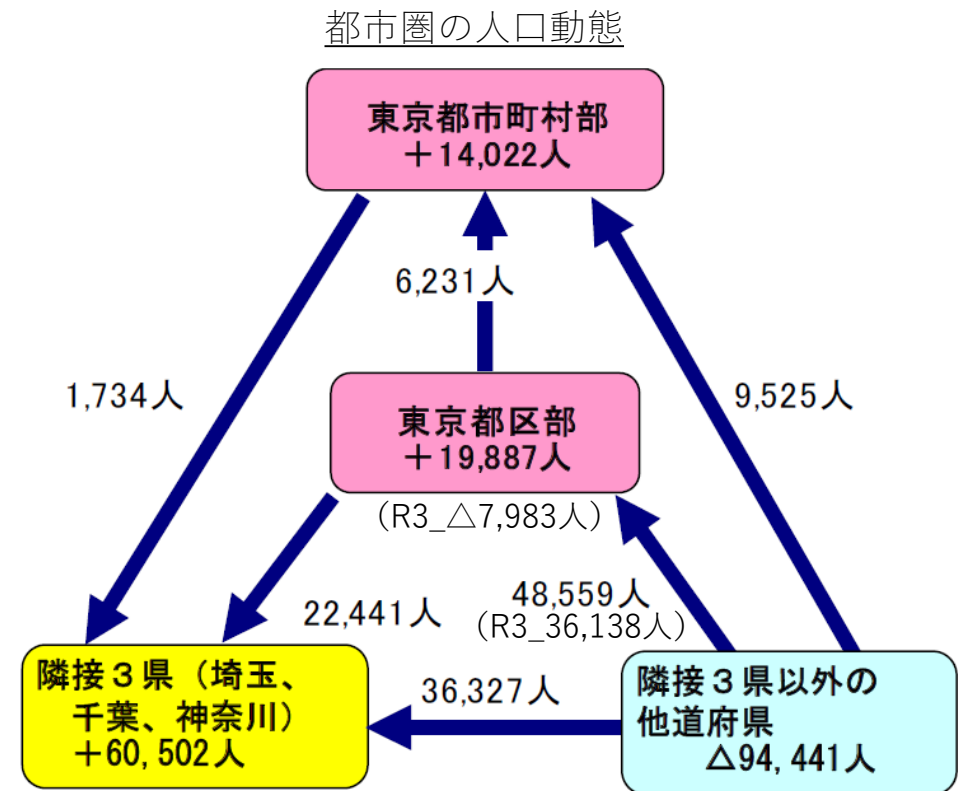 都市圏の人口動態
東京都市町村部
＋14,022人
6,231人
1,734人
9,525人
東京都区部
＋19,887人
（R3_△7,983人）
22,441人
48,559人
（R3_36,138人）
36,327人
隣接３県（埼玉、
千葉、神奈川）
＋60,502人
隣接３県以外の
他道府県
△94,441人